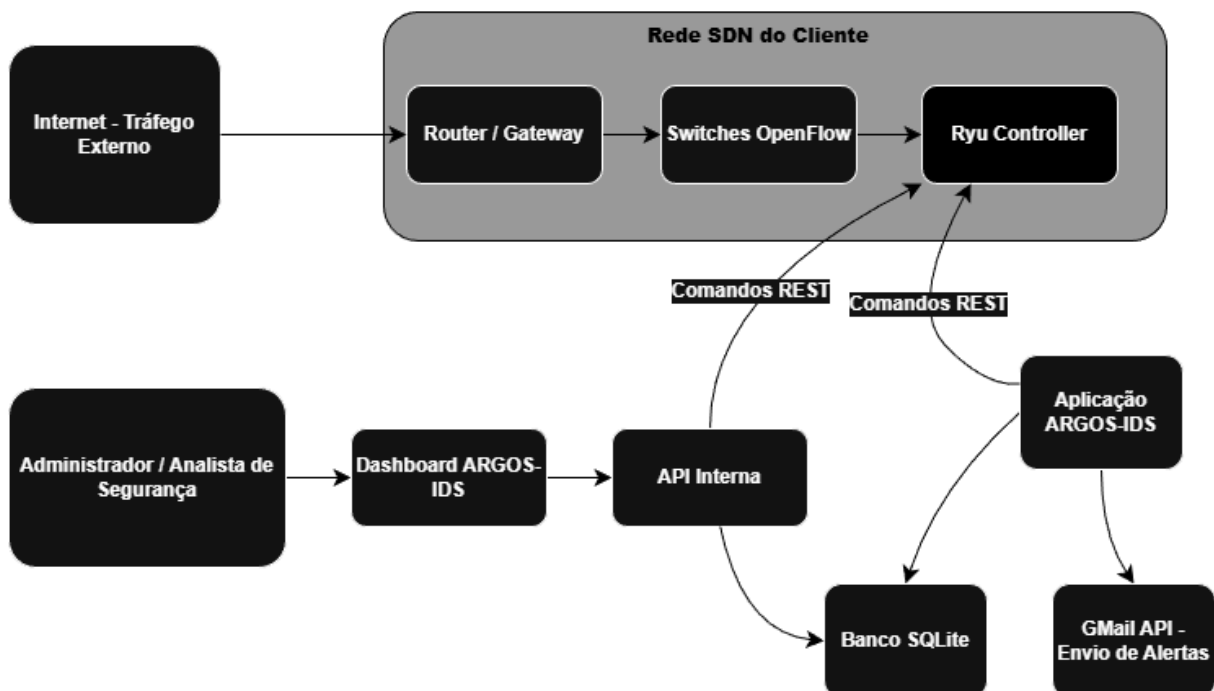 Rede SDN do Cliente
Internet - Tráfego
Externo
Router / Gateway
Switches OpenFlow
Ryu Controller
Comandos REST
Comandos REST
Aplicação
ARGOS-IDS
Administrador / Analista de
Segurança
Dashboard ARGOS-
IDS
API Interna
Banco SQLite
GMail API -
Envio de Alertas